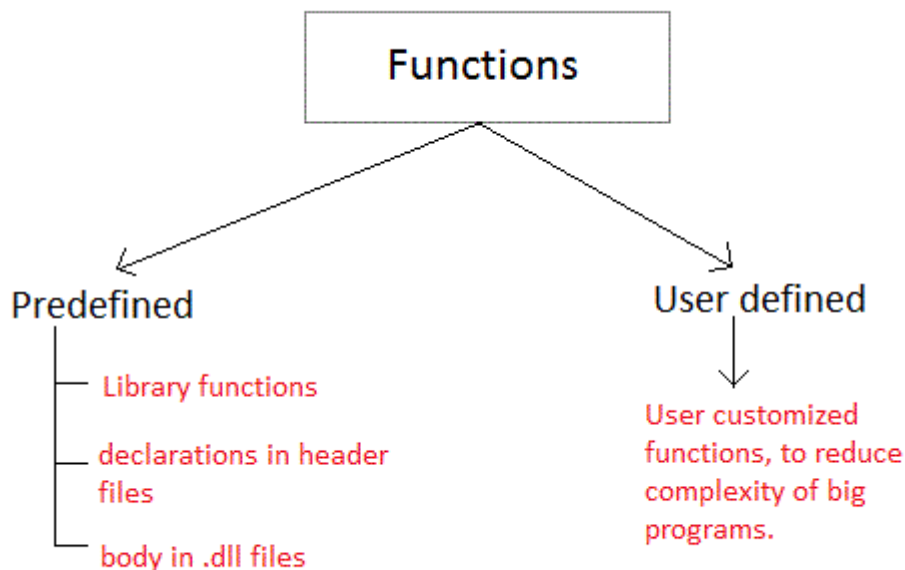 Functions
Predefined
User defined
Library functions
declarations in header
files
body in .dll files
User customized
functions, to reduce
complexity of big
programs.